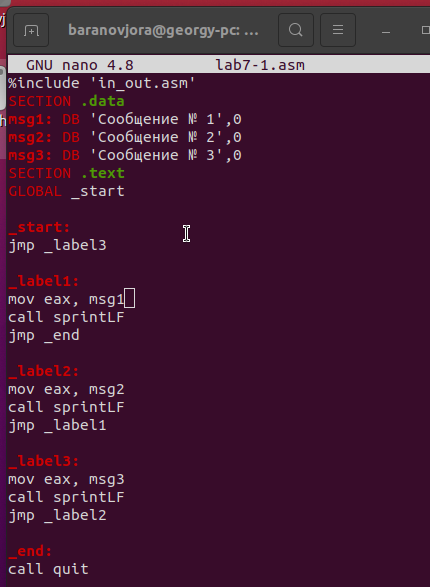 baranovjora@georgy-pc: ...
GNU nano 4.8 lab7-1.asm
%include 'in_out.asm'
SECTION .data
msg1: DB 'Сообщение № 1',0
msg2: DB 'Сообщение № 2',0
msg3: DB 'Сообщение № 3',0
SECTION .text
GLOBAL _start
_start:
jmp _label3
_label1:
mov eax, msg1
call sprintLF
jmp _end
_label2:
mov eax, msg2
call sprintLF
jmp _label1
_label3:
mov eax, msg3
call sprintLF
jmp _label2
_end:
call quit